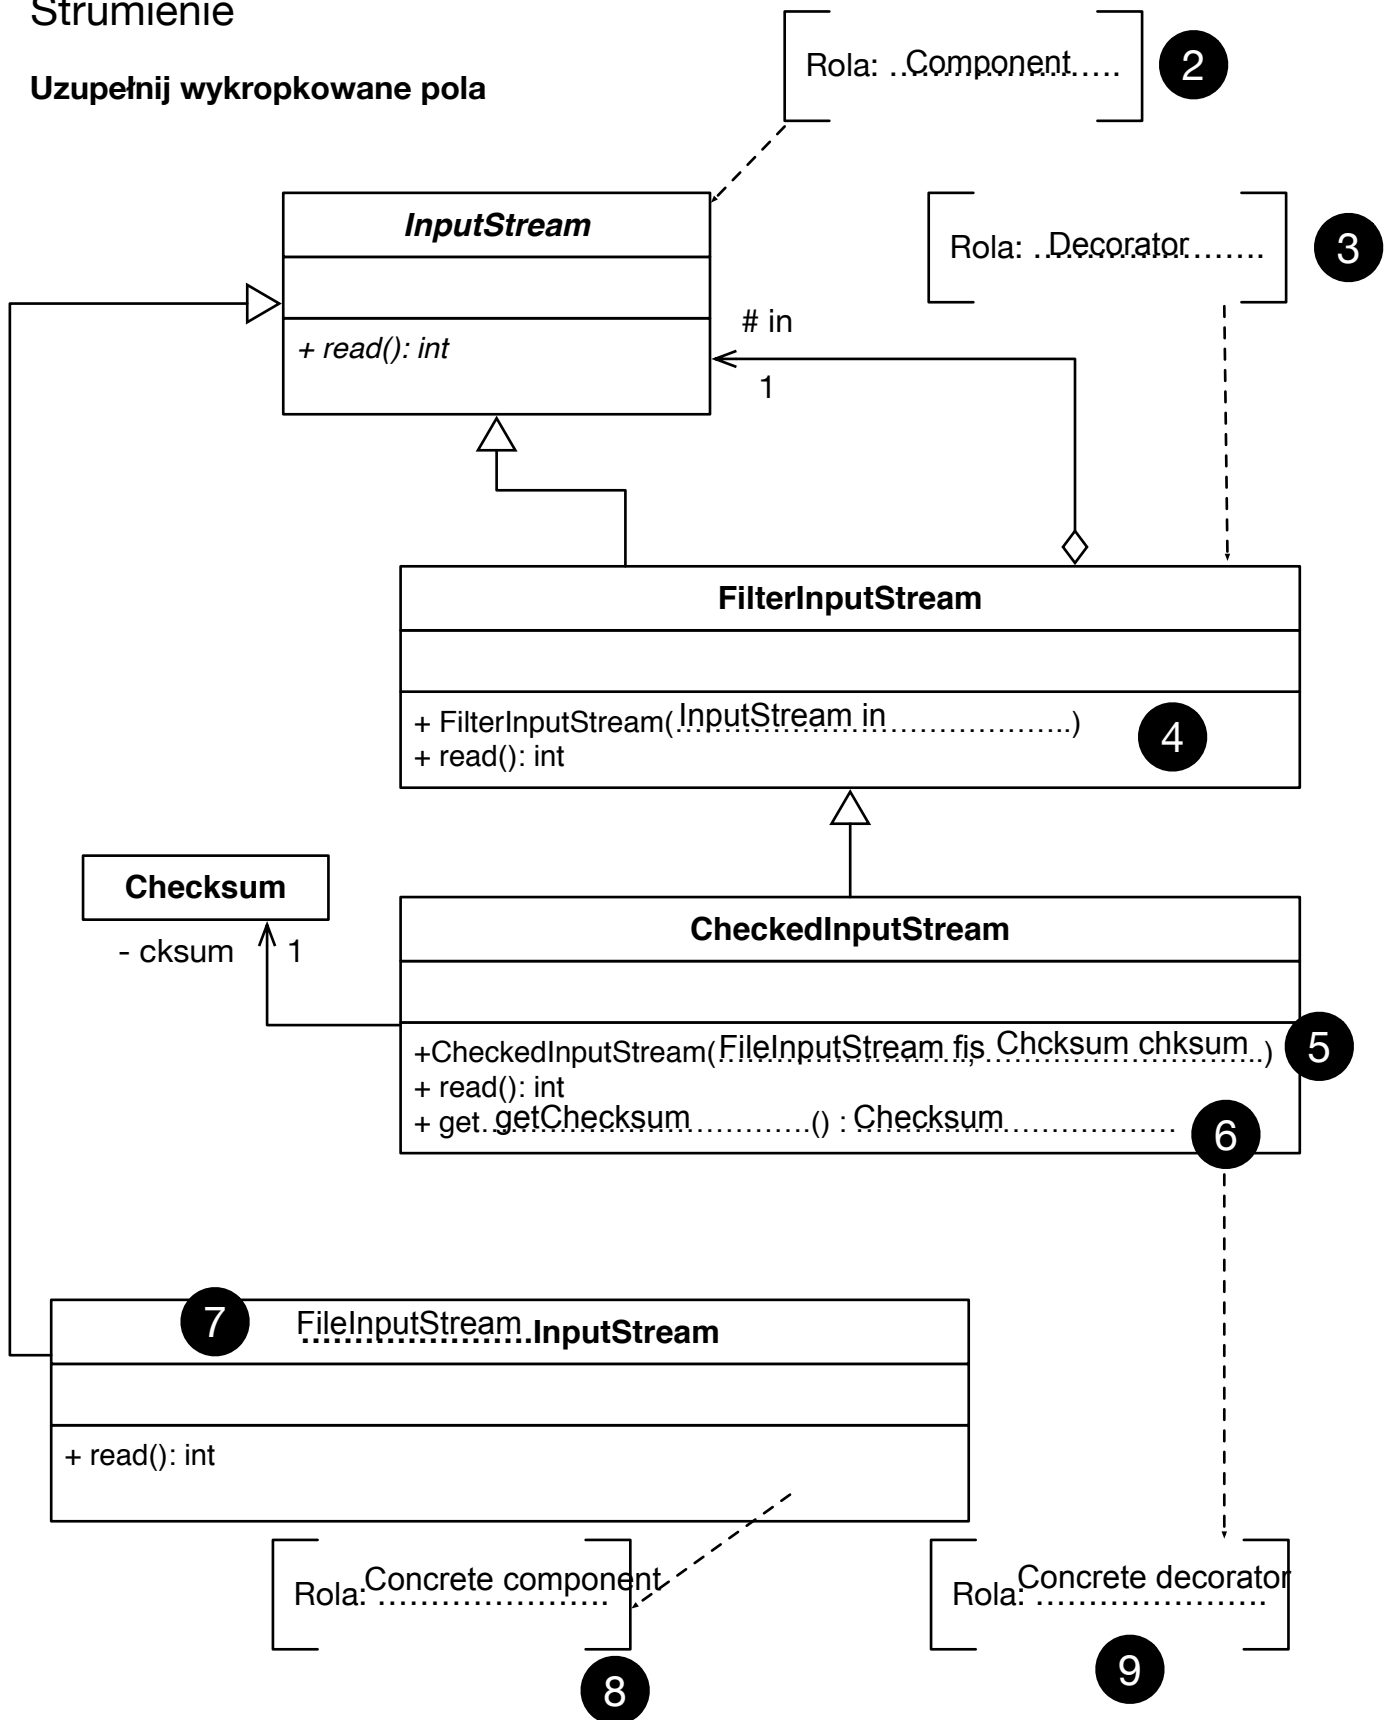 Strumienie
Uzupełnij wykropkowane pola
Rola: ...Component......
2
InputStream
+ read(): int
Rola: ...Decorator.........
3
# in
1
FilterInputStream
+ FilterInputStream(InputStream in........................)
+ read(): int
4
Checksum
- cksum
1
CheckedInputStream
+CheckedInputStream(FileInputStream fis, Chcksum chksum..)
5
+ read(): int
+ get..getChecksum..............() : Checksum....................
6
7
FileInputStream.InputStream
+ read(): int
Rola: Concrete component
8
Rola: Concrete decorator
9